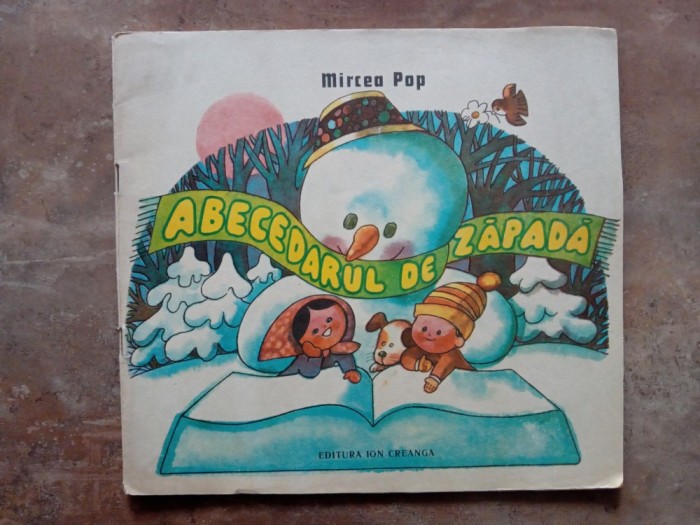 Mircea Pop
ABECEDARUL DE ZĂPADĂ
EDITURA ION CREANGA